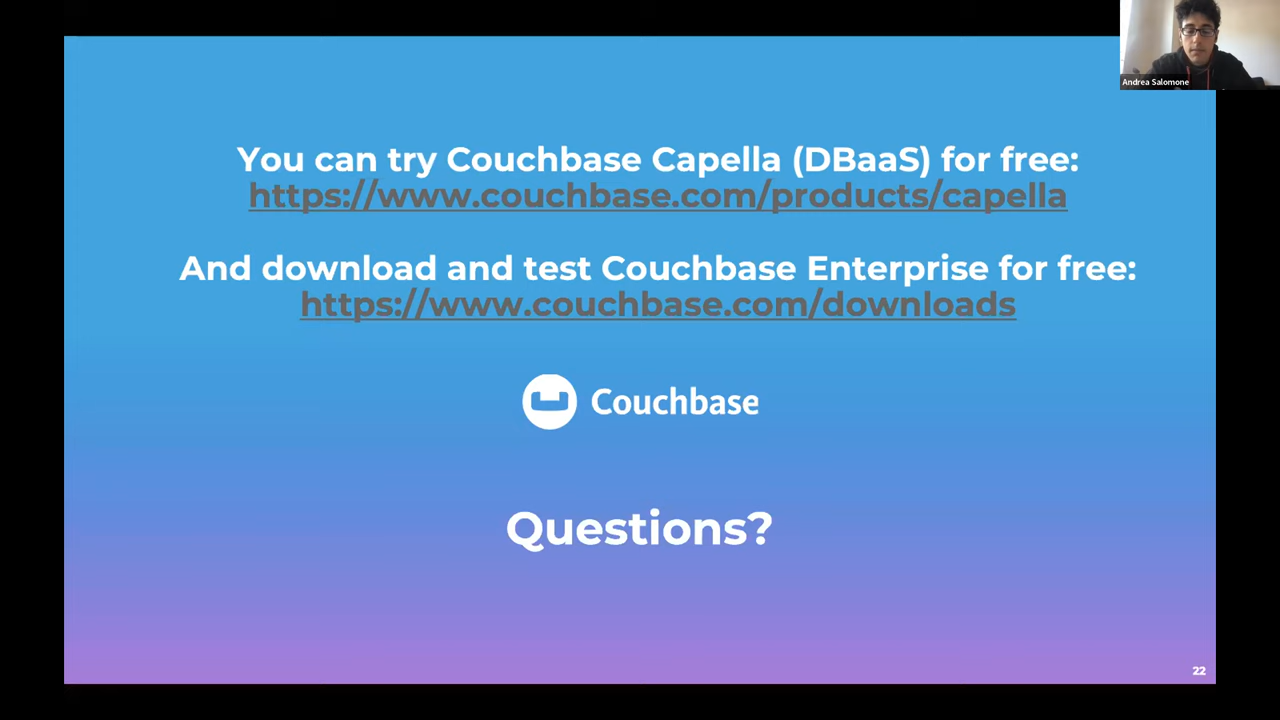 Andrea Salomone
You can try Couchbase Capella (DBaaS) for free:
https://www.couchbase.com/products/capella
And download and test Couchbase Enterprise for free:
https://www.couchbase.com/downloads
Couchbase
Questions?
22